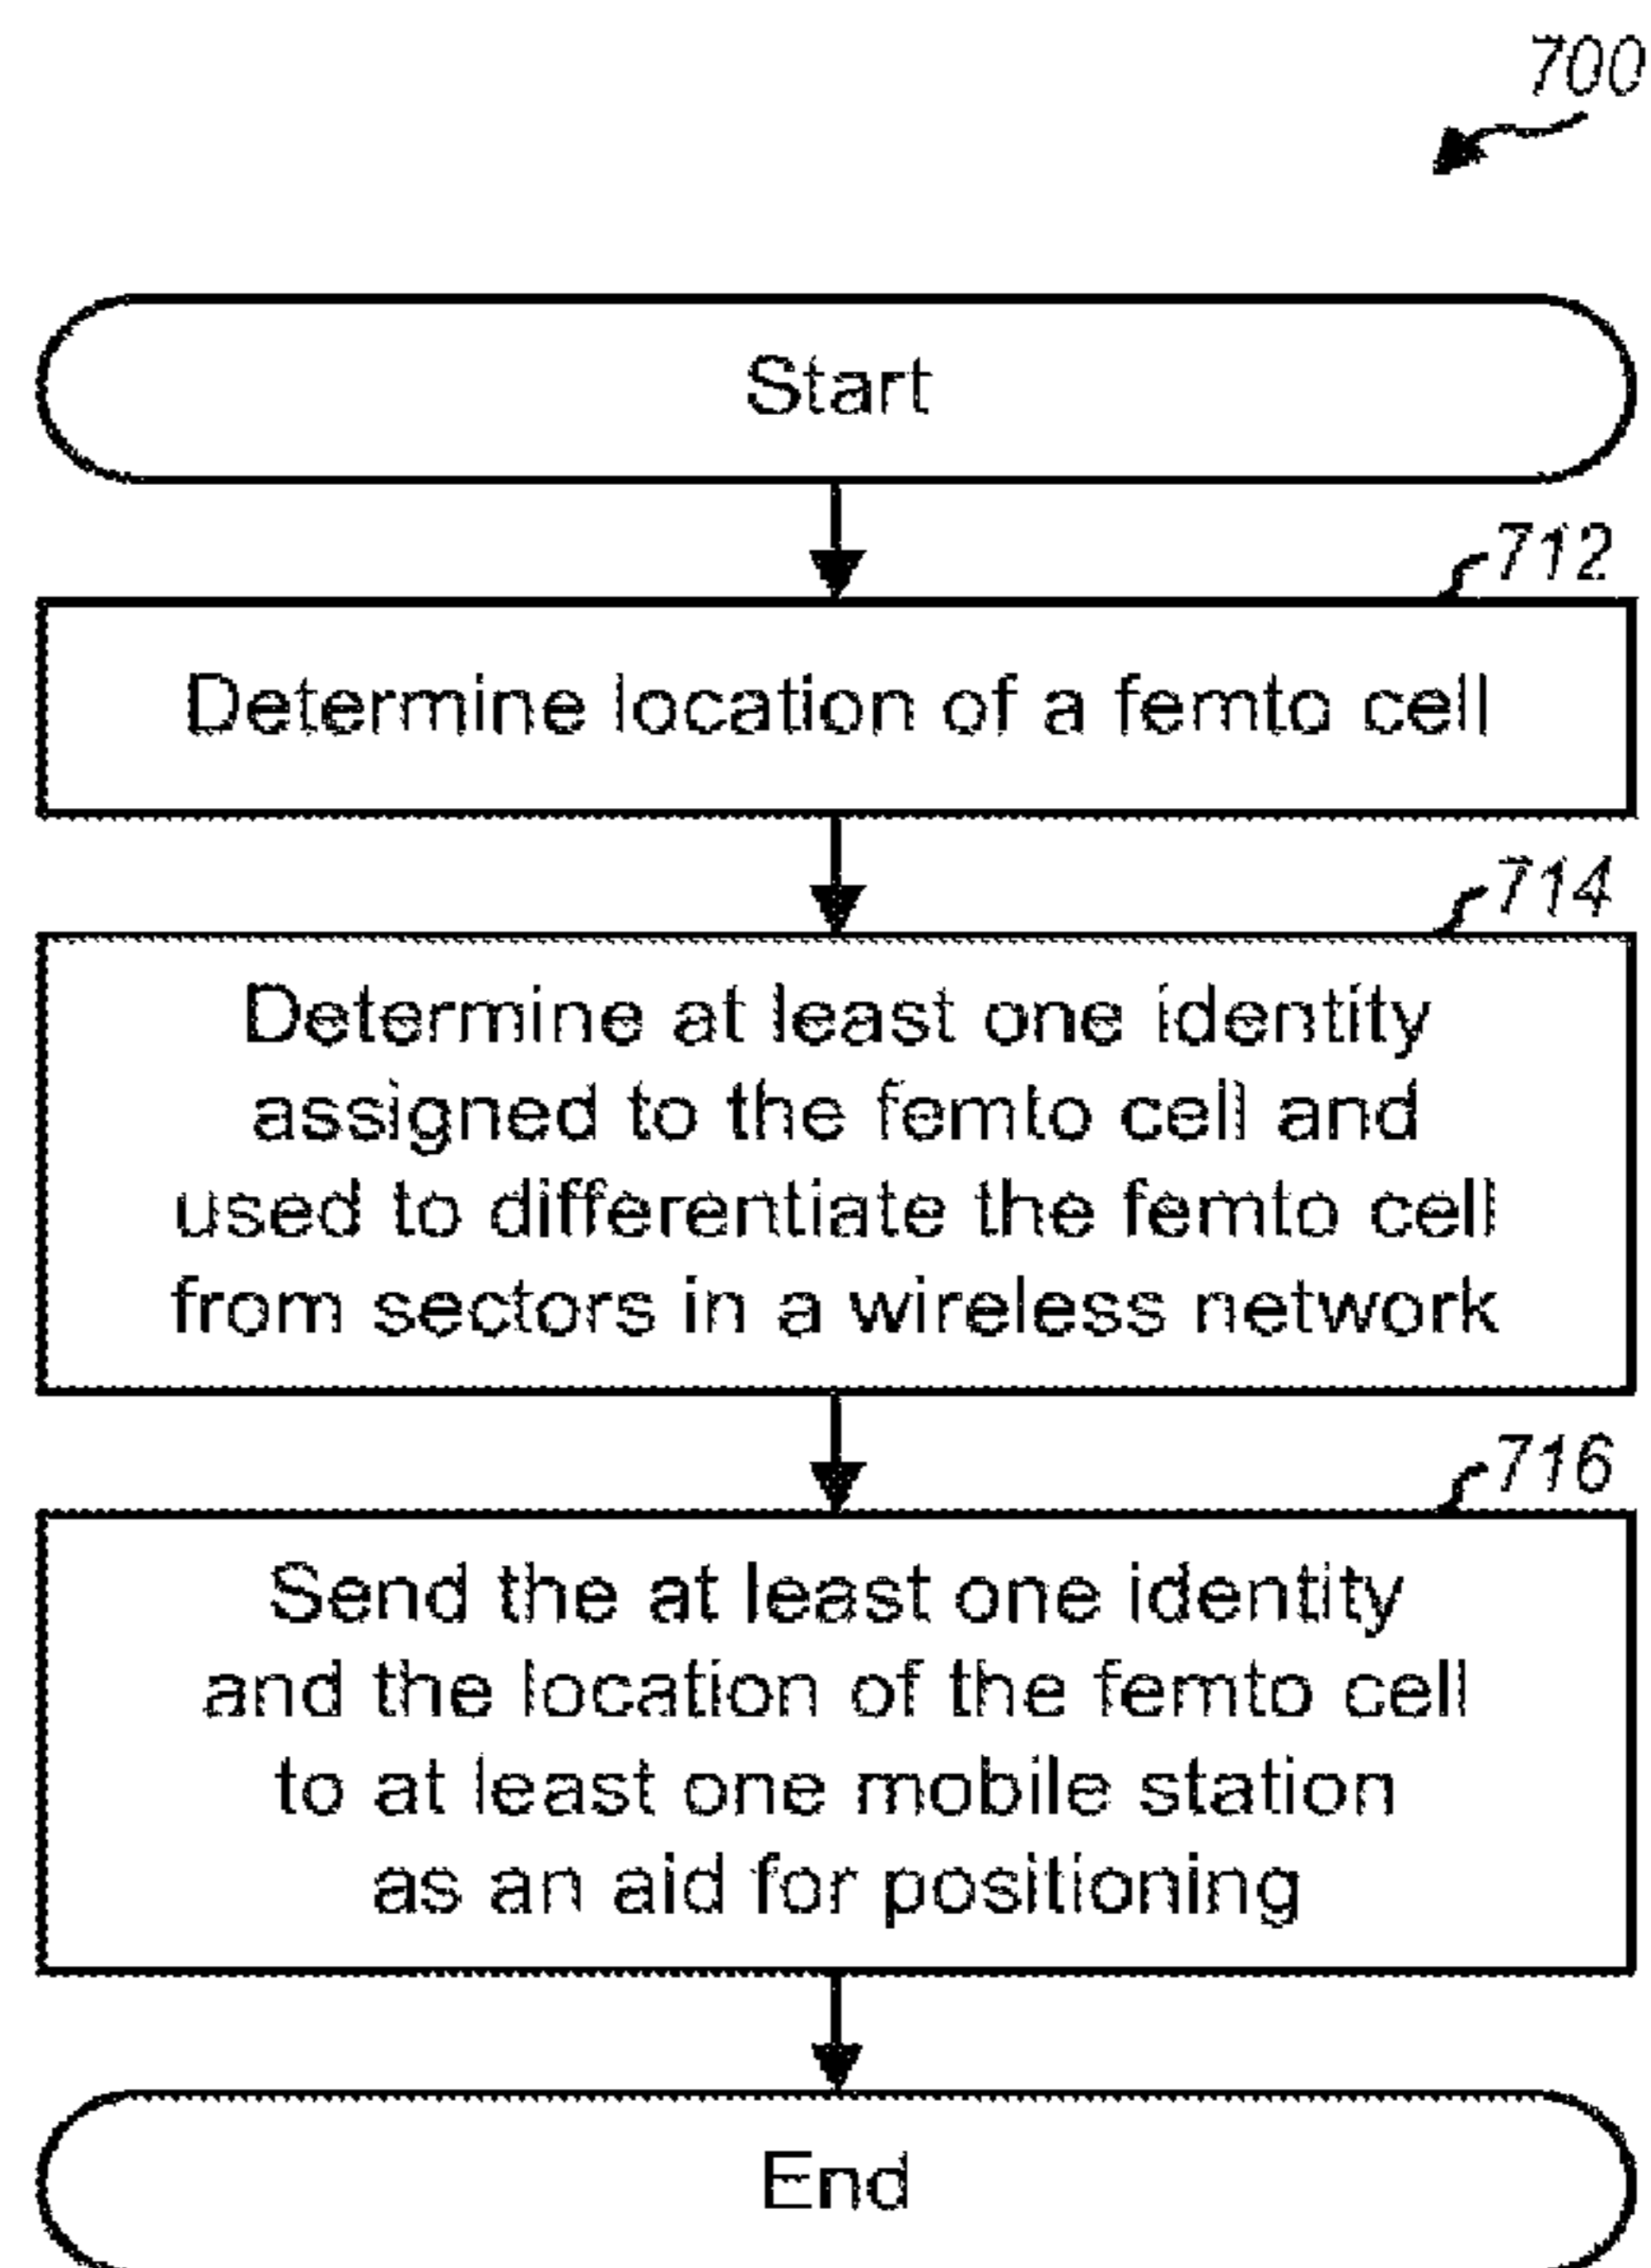 700
Start
712
Determine location of a femto cell
714
Determine at least one identity
assigned to the femto cell and
used to differentiate the femto cell
from sectors in a wireless network
716
Send the at least one identity
and the location of the femto cell
to at least one mobile station
as an aid for positioning
End